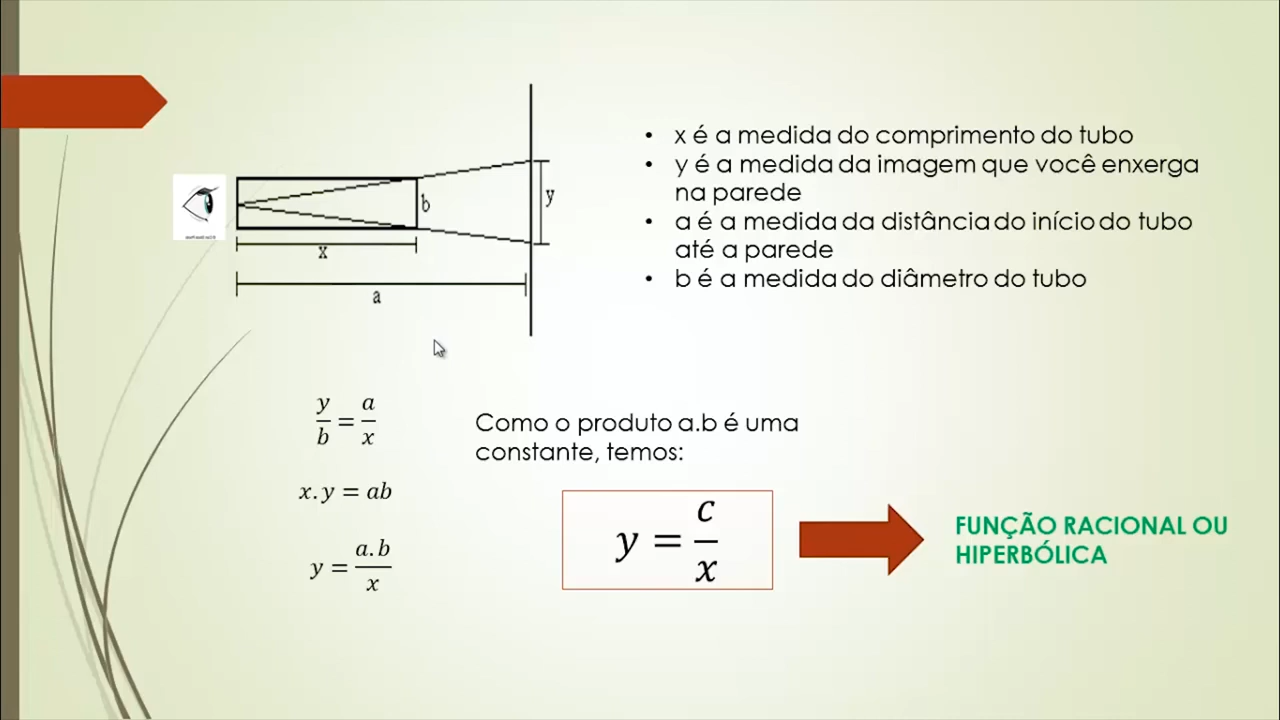 • x é a medida do comprimento do tubo
• y é a medida da imagem que você enxerga
na parede
• a é a medida da distância do início do tubo
até a parede
• b é a medida do diâmetro do tubo
b
y
x
a
y/b = a/x
x.y = ab
y = a.b/x
Como o produto a.b é uma
constante, temos:
y = c/x
FUNÇÃO RACIONAL OU
HIPERBÓLICA